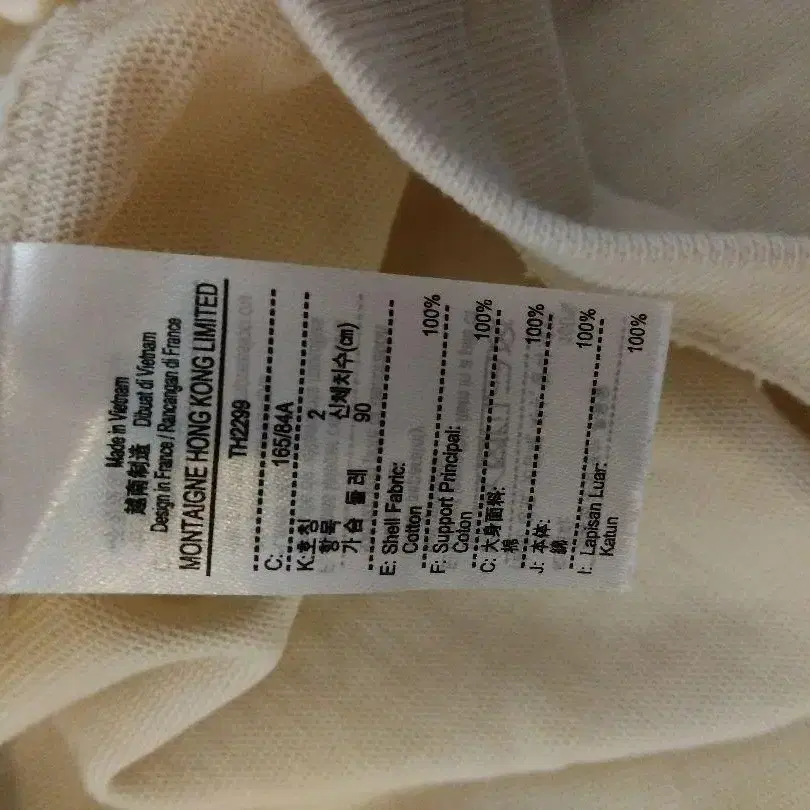 Made in Vietnam
越南制造 Dibuat di Vietnam
Design in France / Rancangan di France
MONTAIGNE HONG KONG LIMITED
TH2299
C: 165/84A
K:호칭 2
항목 신체치수(cm)
가슴 둘레 90
E: Shell Fabric:
Cotton 100%
F: Support Principal:
Coton 100%
C: 大身面料:
棉 100%
J: 本体:
綿 100%
I: Lapisan Luar:
Katun 100%